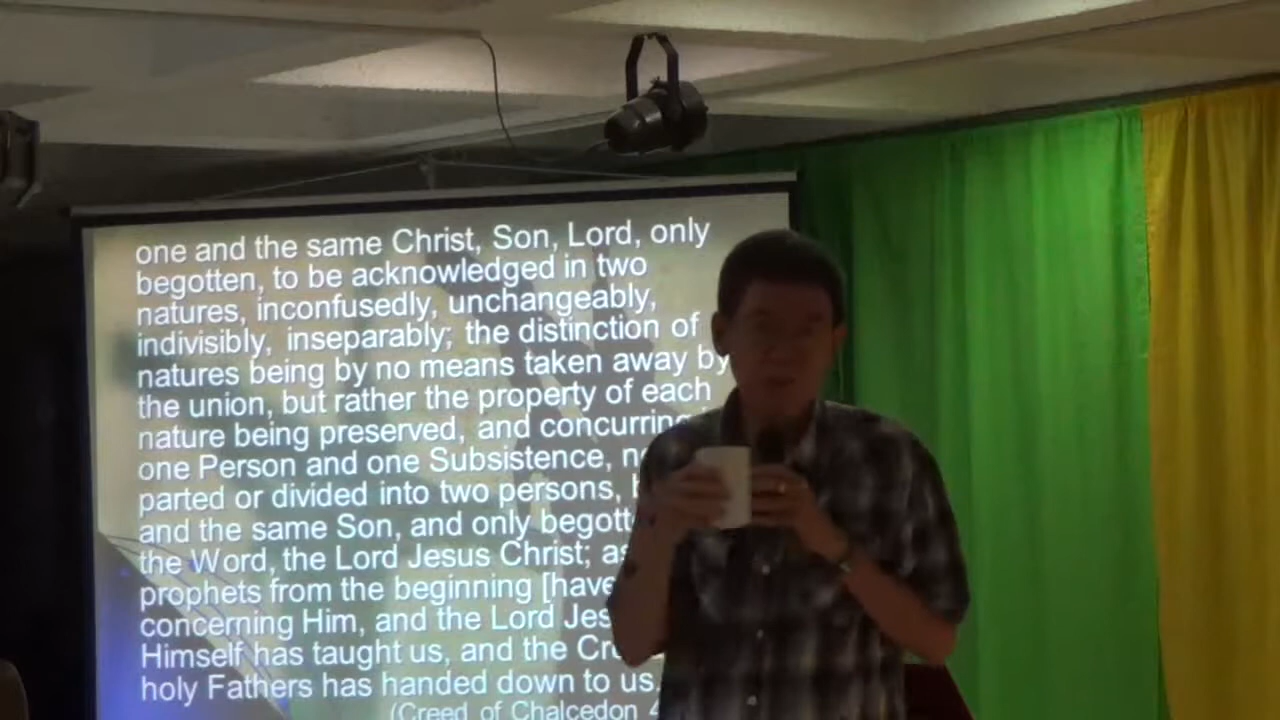 one and the same Christ, Son, Lord, only
begotten, to be acknowledged in two
natures, inconfusedly, unchangeably,
indivisibly, inseparably; the distinction of
natures being by no means taken away by
the union, but rather the property of each
nature being preserved, and concurring
one Person and one Subsistence,
parted or divided into two persons,
and the same Son, and only
the Word, the Lord Jesus Christ; as
prophets from the beginning [have
concerning Him, and the Lord
Himself has taught us, and the
holy Fathers has handed down to us.
(Creed of Chalcedon